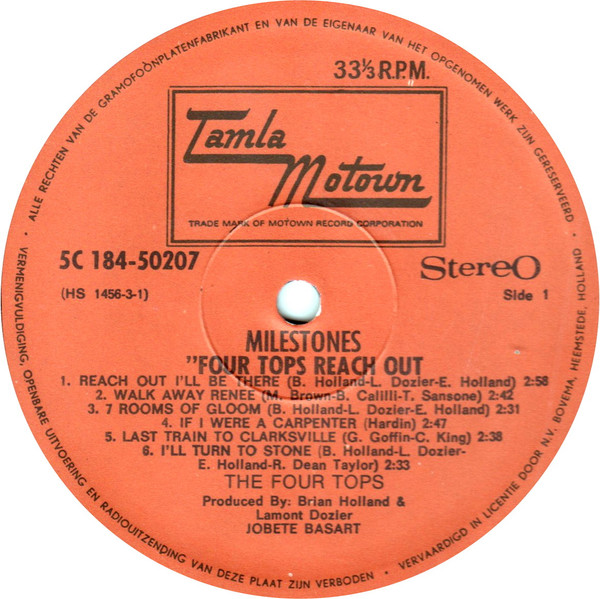 ALLE RECHTEN VAN DE GRAMOFOONPLATENFABRIKANT EN VAN DE EIGENAAR VAN HET OPGENOMEN WERK ZIJN GERESERVEERD
33⅓ R.P.M.
Tamla
Motown
TRADE MARK OF MOTOWN RECORD CORPORATION
5C 184-50207
Stereo
(HS 1456-3-1)
Side 1
MILESTONES
"FOUR TOPS REACH OUT
1. REACH OUT I'LL BE THERE (B. Holland-L. Dozier-E. Holland) 2:58
2. WALK AWAY RENEE (M. Brown-B. Calilli-T. Sansone) 2:42
3. 7 ROOMS OF GLOOM (B. Holland-L. Dozier-E. Holland) 2:31
4. IF I WERE A CARPENTER (Hardin) 2:47
5. LAST TRAIN TO CLARKSVILLE (G. Goffin-C. King) 2:38
6. I'LL TURN TO STONE (B. Holland-L. Dozier-
E. Holland-R. Dean Taylor) 2:33
THE FOUR TOPS
Produced By: Brian Holland &
Lamont Dozier
JOBETE BASART
VERMENIGVULDIGING, OPENBARE UITVOERING EN RADIOUITZENDING VAN DEZE PLAAT ZIJN VERBODEN • VERVAARDIGD IN LICENTIE DOOR N.V. BOVEMA, HEEMSTEDE, HOLLAND